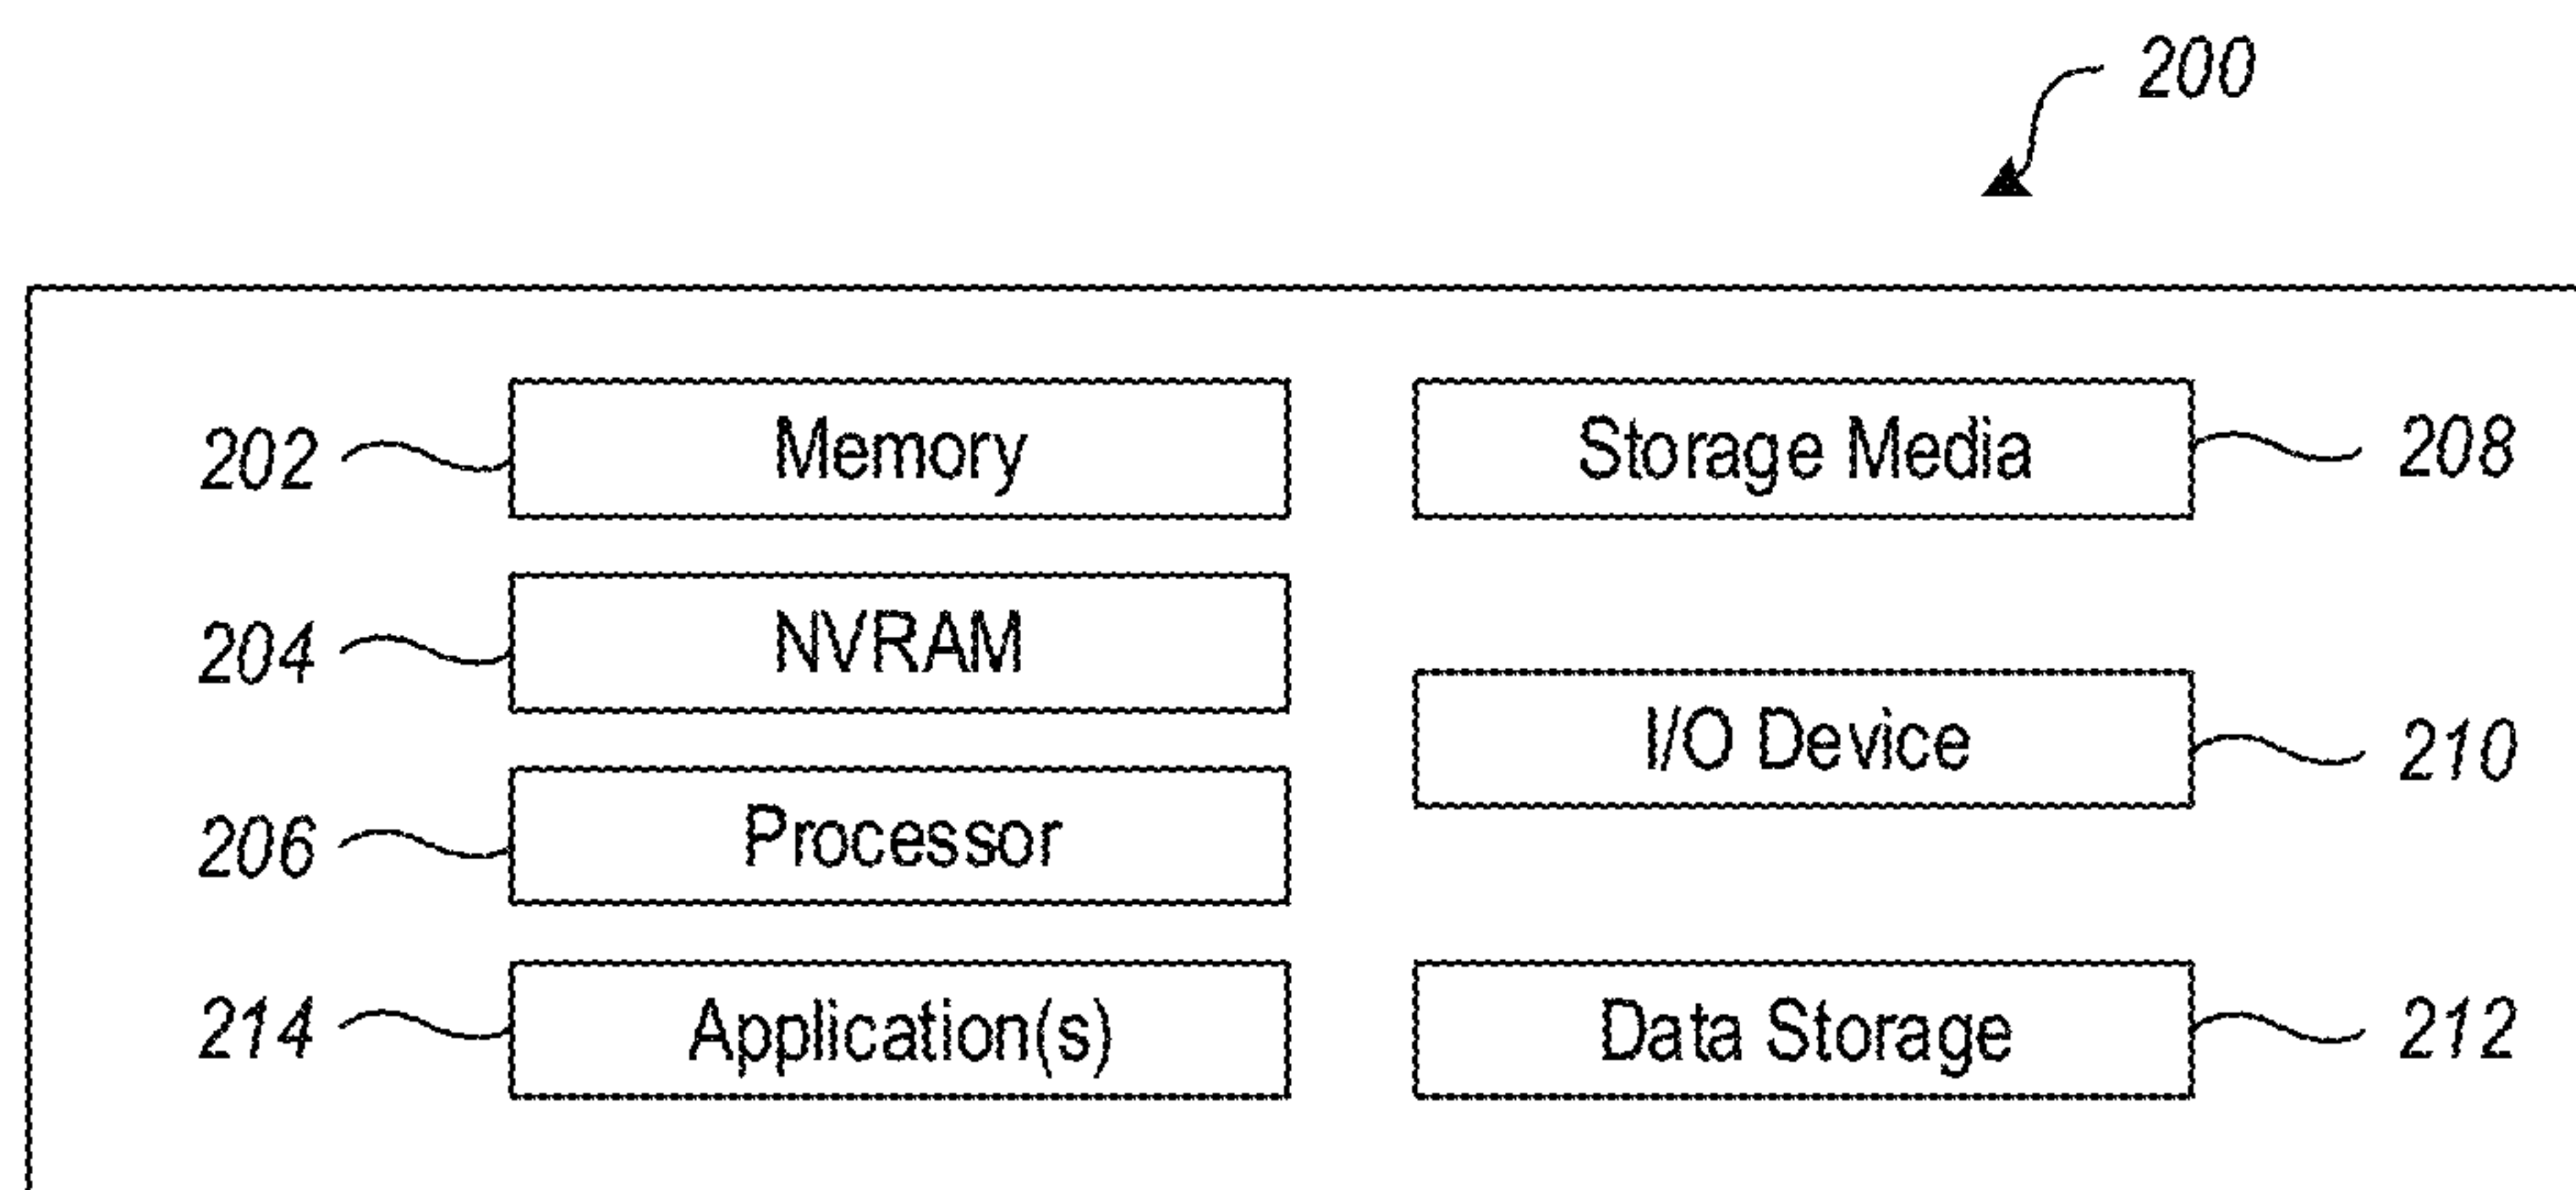 200
202 Memory Storage Media 208
204 NVRAM
I/O Device 210
206 Processor
214 Application(s) Data Storage 212